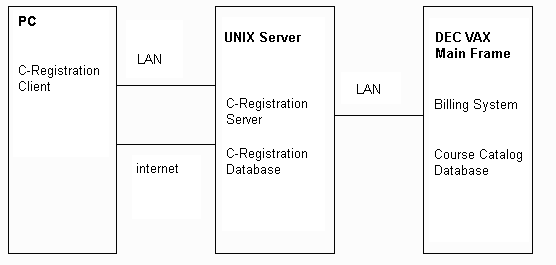 PC
C-Registration
Client
LAN
internet
UNIX Server
C-Registration
Server
C-Registration
Database
LAN
DEC VAX
Main Frame
Billing System
Course Catalog
Database